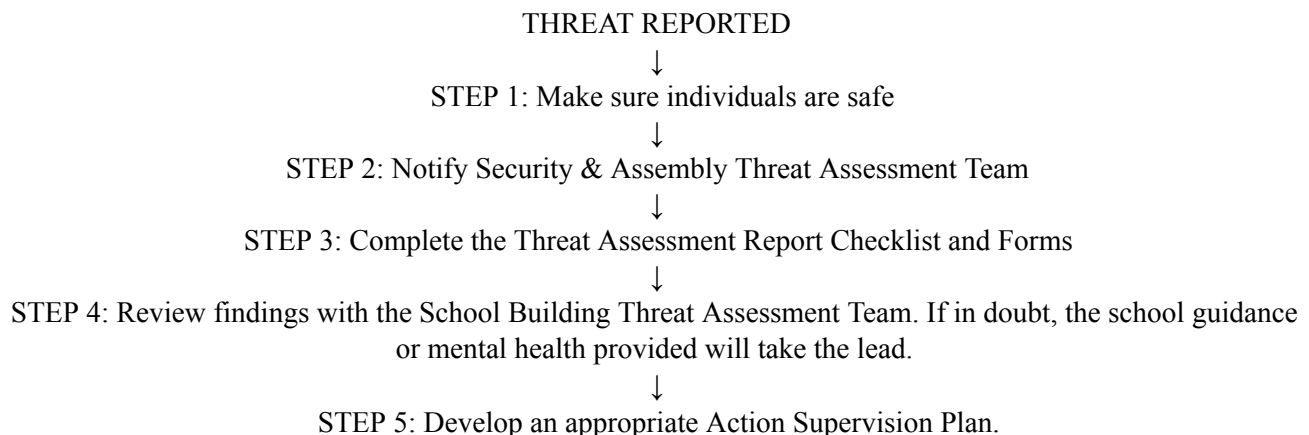 THREAT REPORTED
↓
STEP 1: Make sure individuals are safe
↓
STEP 2: Notify Security & Assembly Threat Assessment Team
↓
STEP 3: Complete the Threat Assessment Report Checklist and Forms
↓
STEP 4: Review findings with the School Building Threat Assessment Team. If in doubt, the school guidance
or mental health provided will take the lead.
↓
STEP 5: Develop an appropriate Action Supervision Plan.